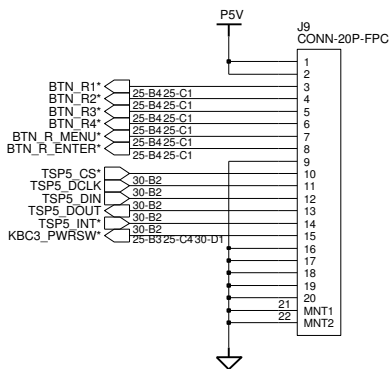 P5V
J9
CONN-20P-FPC
1
2
BTN_R1* 25-B4 25-C1 3
BTN_R2* 25-B4 25-C1 4
BTN_R3* 25-B4 25-C1 5
BTN_R4* 25-B4 25-C1 6
BTN_R_MENU* 25-B4 25-C1 7
BTN_R_ENTER* 25-B4 25-C1 8
9
TSP5_CS* 30-B2 10
TSP5_DCLK 30-B2 11
TSP5_DIN 30-B2 12
TSP5_DOUT 30-B2 13
TSP5_INT* 30-B2 14
KBC3_PWRSW* 25-B3 25-C4 30-D1 15
16
17
18
19
20
21 MNT1
22 MNT2